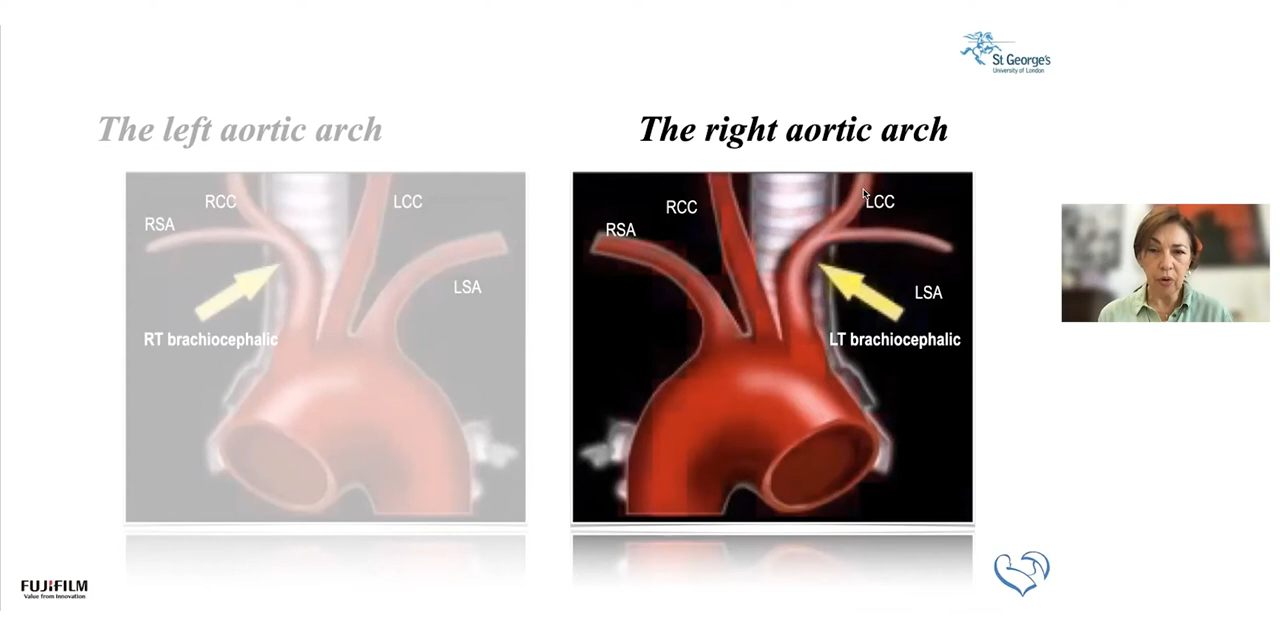 St George's
University of London
The left aortic arch
The right aortic arch
RCC
LCC
RSA
LSA
RT brachiocephalic
RCC
LCC
RSA
LSA
LT brachiocephalic
FUJIFILM
Value from Innovation